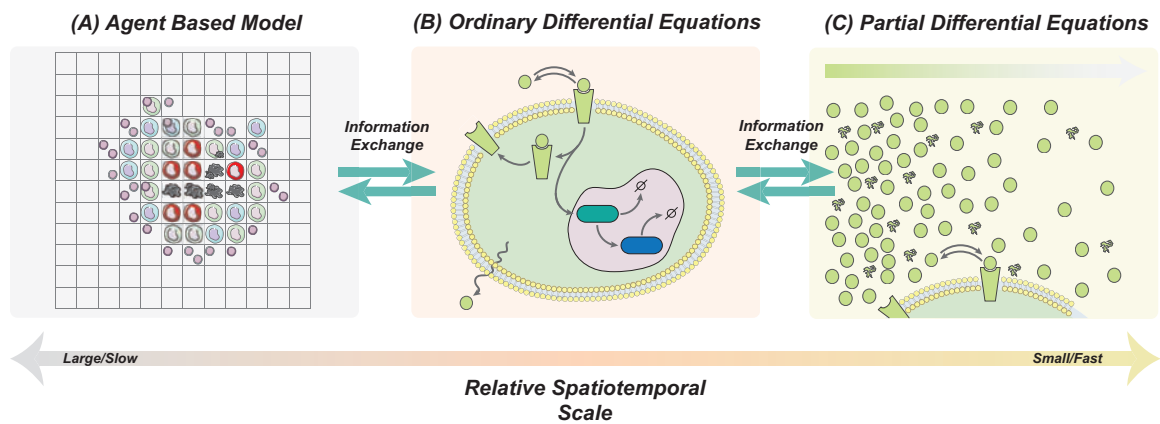 (A) Agent Based Model
(B) Ordinary Differential Equations
(C) Partial Differential Equations
Information
Exchange
Information
Exchange
∅
∅
Large/Slow
Small/Fast
Relative Spatiotemporal
Scale